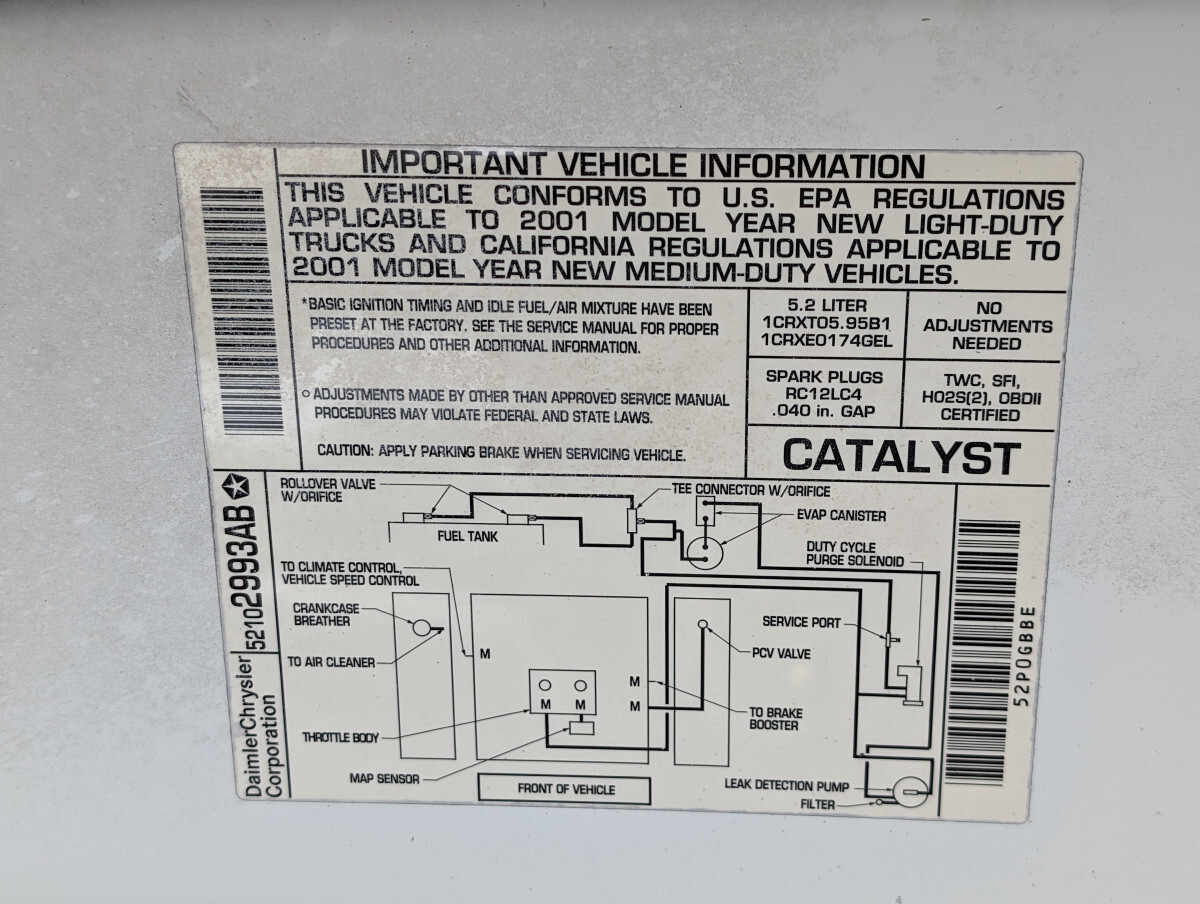 IMPORTANT VEHICLE INFORMATION
THIS VEHICLE CONFORMS TO U.S. EPA REGULATIONS
APPLICABLE TO 2001 MODEL YEAR NEW LIGHT-DUTY
TRUCKS AND CALIFORNIA REGULATIONS APPLICABLE TO
2001 MODEL YEAR NEW MEDIUM-DUTY VEHICLES.
*BASIC IGNITION TIMING AND IDLE FUEL/AIR MIXTURE HAVE BEEN
PRESET AT THE FACTORY. SEE THE SERVICE MANUAL FOR PROPER
PROCEDURES AND OTHER ADDITIONAL INFORMATION.
○ ADJUSTMENTS MADE BY OTHER THAN APPROVED SERVICE MANUAL
PROCEDURES MAY VIOLATE FEDERAL AND STATE LAWS.
CAUTION: APPLY PARKING BRAKE WHEN SERVICING VEHICLE.
5.2 LITER
1CRXT05.95B1
1CRXE0174GEL
NO
ADJUSTMENTS
NEEDED
SPARK PLUGS
RC12LC4
.040 in. GAP
TWC, SFI,
HO2S(2), OBDII
CERTIFIED
CATALYST
DaimlerChrysler
Corporation
52102993AB
ROLLOVER VALVE
W/ORIFICE
FUEL TANK
TEE CONNECTOR W/ORIFICE
EVAP CANISTER
DUTY CYCLE
PURGE SOLENOID
TO CLIMATE CONTROL,
VEHICLE SPEED CONTROL
CRANKCASE
BREATHER
TO AIR CLEANER
M
M
M
M
M
SERVICE PORT
PCV VALVE
TO BRAKE
BOOSTER
THROTTLE BODY
MAP SENSOR
FRONT OF VEHICLE
LEAK DETECTION PUMP
FILTER
52P0GBBE